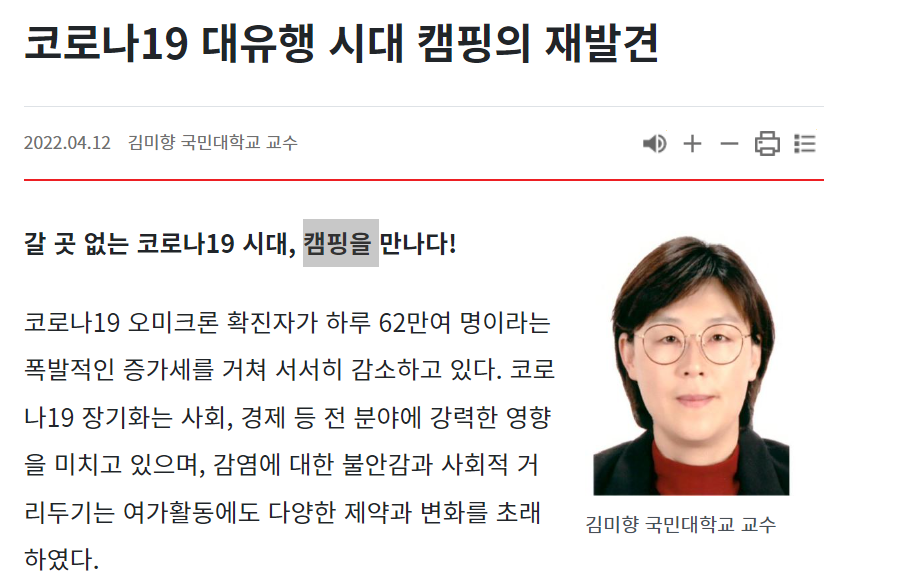 코로나19 대유행 시대 캠핑의 재발견
2022.04.12 김미향 국민대학교 교수
갈 곳 없는 코로나19 시대, 캠핑을 만나다!
코로나19 오미크론 확진자가 하루 62만여 명이라는
폭발적인 증가세를 거쳐 서서히 감소하고 있다. 코로
나19 장기화는 사회, 경제 등 전 분야에 강력한 영향
을 미치고 있으며, 감염에 대한 불안감과 사회적 거
리두기는 여가활동에도 다양한 제약과 변화를 초래
하였다.
김미향 국민대학교 교수